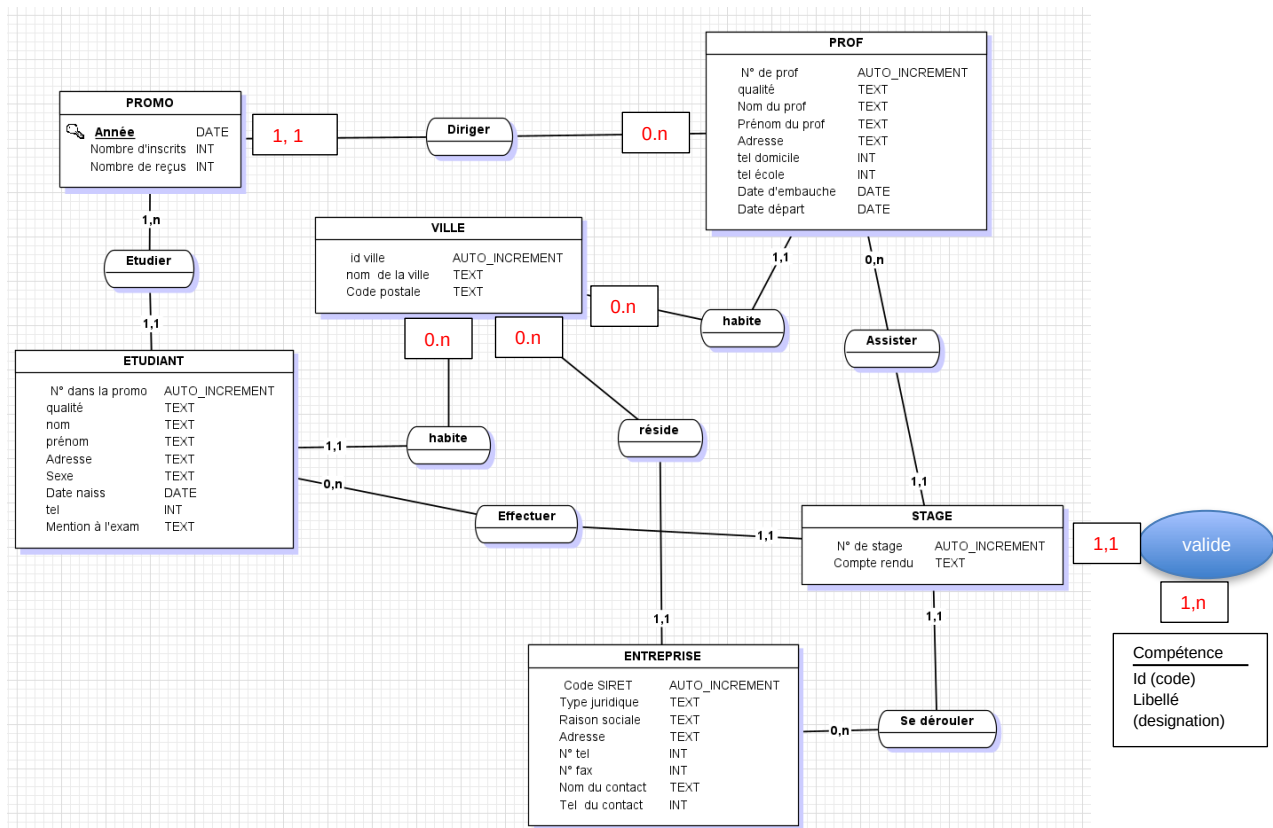 PROMO
Année DATE
Nombre d'inscrits INT
Nombre de reçus INT
1, 1
Diriger
0.n
PROF
N° de prof AUTO_INCREMENT
qualité TEXT
Nom du prof TEXT
Prénom du prof TEXT
Adresse TEXT
tel domicile INT
tel école INT
Date d'embauche DATE
Date départ DATE
1,n
Etudier
1,1
VILLE
id ville AUTO_INCREMENT
nom de la ville TEXT
Code postale TEXT
0.n
0.n
0.n
habite
1,1
0,n
Assister
1,1
ETUDIANT
N° dans la promo AUTO_INCREMENT
qualité TEXT
nom TEXT
prénom TEXT
Adresse TEXT
Sexe TEXT
Date naiss DATE
tel INT
Mention à l'exam TEXT
1,1
habite
réside
0,n
Effectuer
1,1
STAGE
N° de stage AUTO_INCREMENT
Compte rendu TEXT
1,1
valide
1,n
Compétence
Id (code)
Libellé
(designation)
1,1
1,1
ENTREPRISE
Code SIRET AUTO_INCREMENT
Type juridique TEXT
Raison sociale TEXT
Adresse TEXT
N° tel INT
N° fax INT
Nom du contact TEXT
Tel du contact INT
0,n
Se dérouler